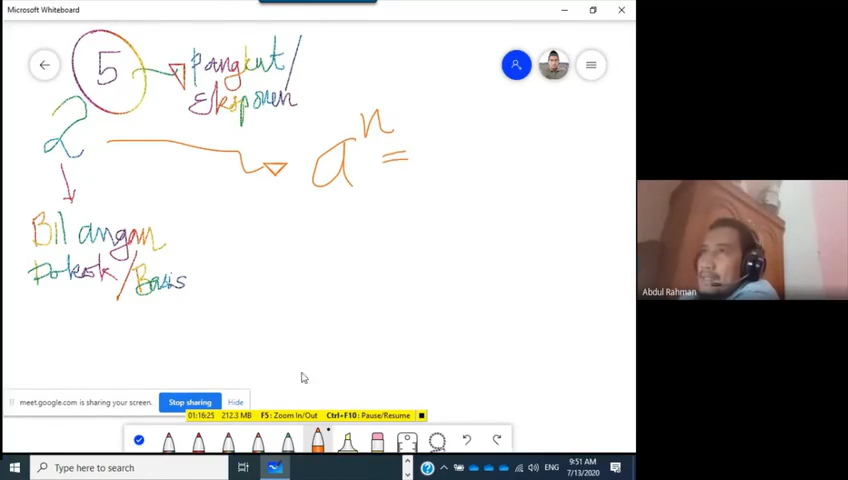 Microsoft Whiteboard
5
Pangkat/
Eksponen
2
a^n =
Bilangan
Pokok/Basis
Abdul Rahman
meet.google.com is sharing your screen.
Stop sharing
Hide
01:16:25
212.3 MB
F5: Zoom In/Out
Ctrl+F10: Pause/Resume
Type here to search
ENG
9:51 AM
7/13/2020